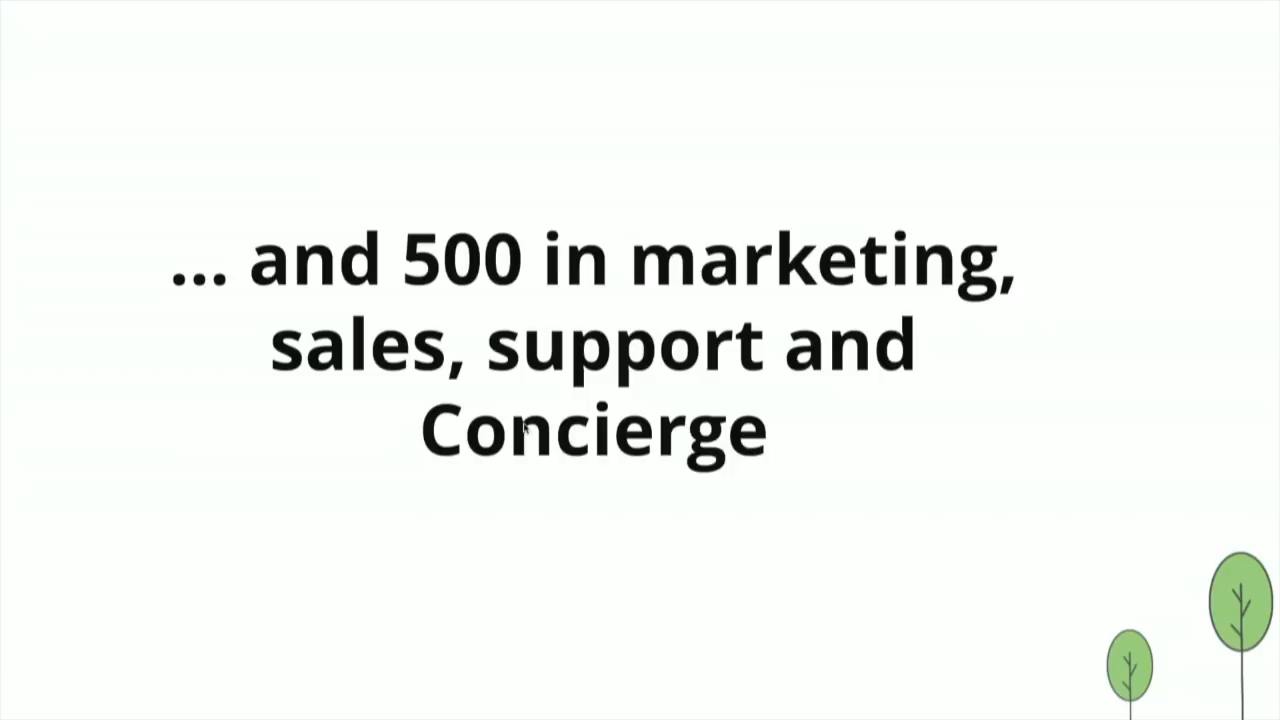 ... and 500 in marketing,
sales, support and
Concierge